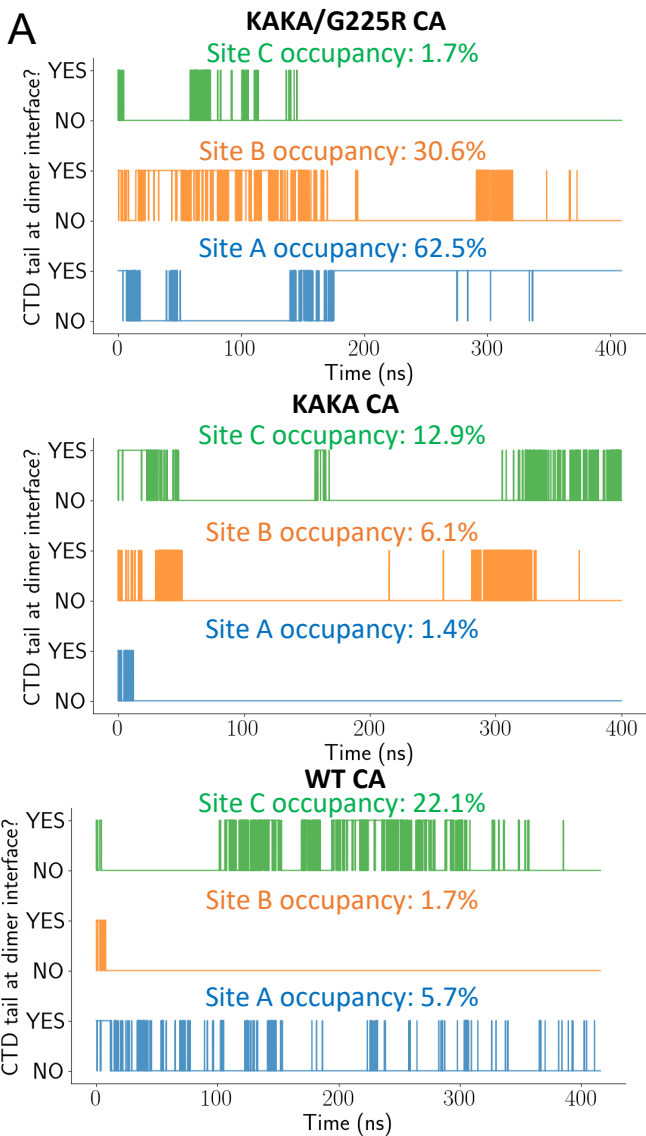 A
KAKA/G225R CA
Site C occupancy: 1.7%
YES
NO
Site B occupancy: 30.6%
YES
NO
Site A occupancy: 62.5%
YES
NO
CTD tail at dimer interface?
0 100 200 300 400
Time (ns)
KAKA CA
Site C occupancy: 12.9%
YES
NO
Site B occupancy: 6.1%
YES
NO
Site A occupancy: 1.4%
YES
NO
CTD tail at dimer interface?
0 100 200 300 400
Time (ns)
WT CA
Site C occupancy: 22.1%
YES
NO
Site B occupancy: 1.7%
YES
NO
Site A occupancy: 5.7%
YES
NO
CTD tail at dimer interface?
0 100 200 300 400
Time (ns)